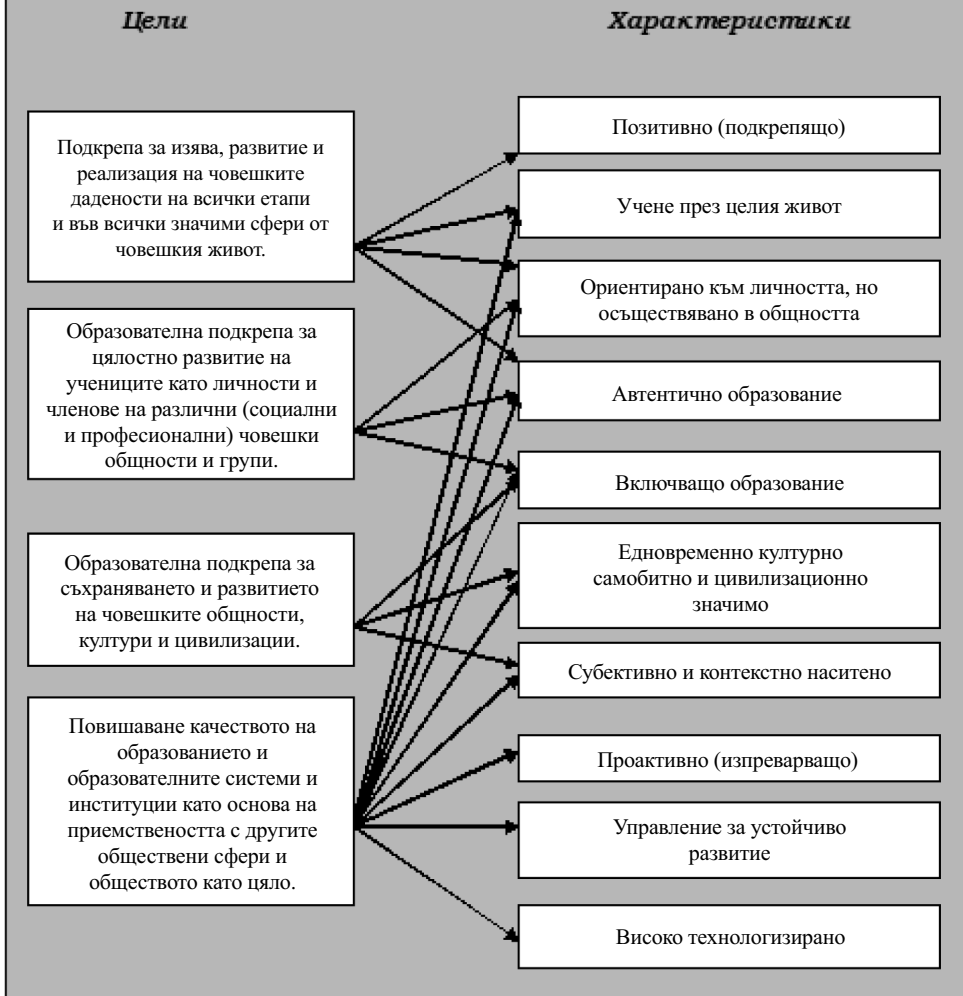 Цели
Характеристики
Подкрепа за изява, развитие и
реализация на човешките
дадености на всички етапи
и във всички значими сфери от
човешкия живот.
Образователна подкрепа за
цялостно развитие на
учениците като личности и
членове на различни (социални
и професионални) човешки
общности и групи.
Образователна подкрепа за
съхраняването и развитието
на човешките общности,
култури и цивилизации.
Повишаване качеството на
образованието и
образователните системи и
институции като основа на
приемствеността с другите
обществени сфери и
обществото като цяло.
Позитивно (подкрепящо)
Учене през целия живот
Ориентирано към личността, но
осъществявано в общността
Автентично образование
Включващо образование
Едновременно културно
самобитно и цивилизационно
значимо
Субективно и контекстно наситено
Проактивно (изпреварващо)
Управление за устойчиво
развитие
Високо технологизирано